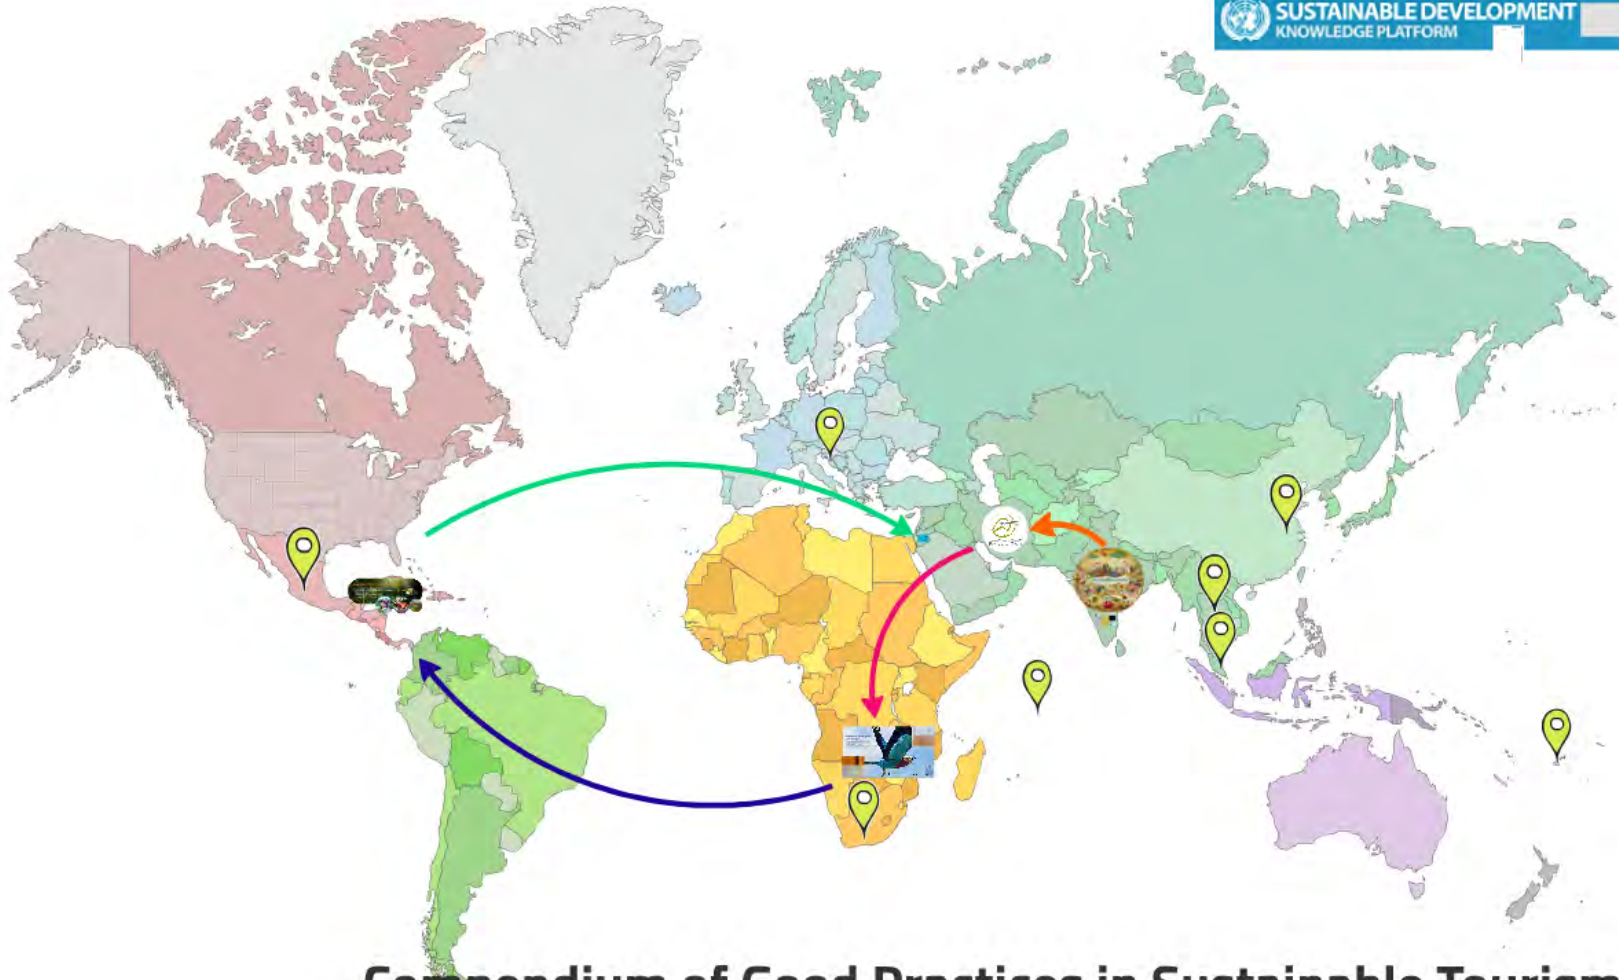 SUSTAINABLE DEVELOPMENT
KNOWLEDGE PLATFORM
Compendium of Good Practices in Sustainable Tourism